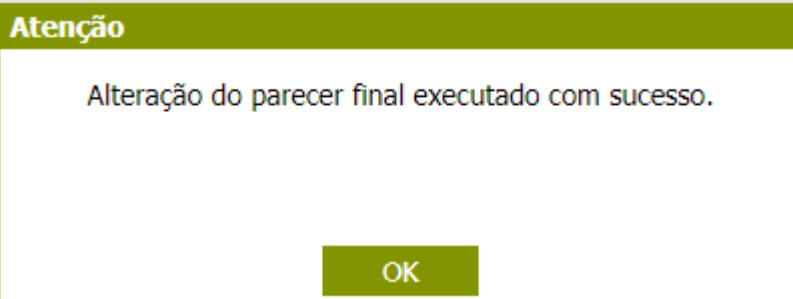 Atenção
Alteração do parecer final executado com sucesso.
OK